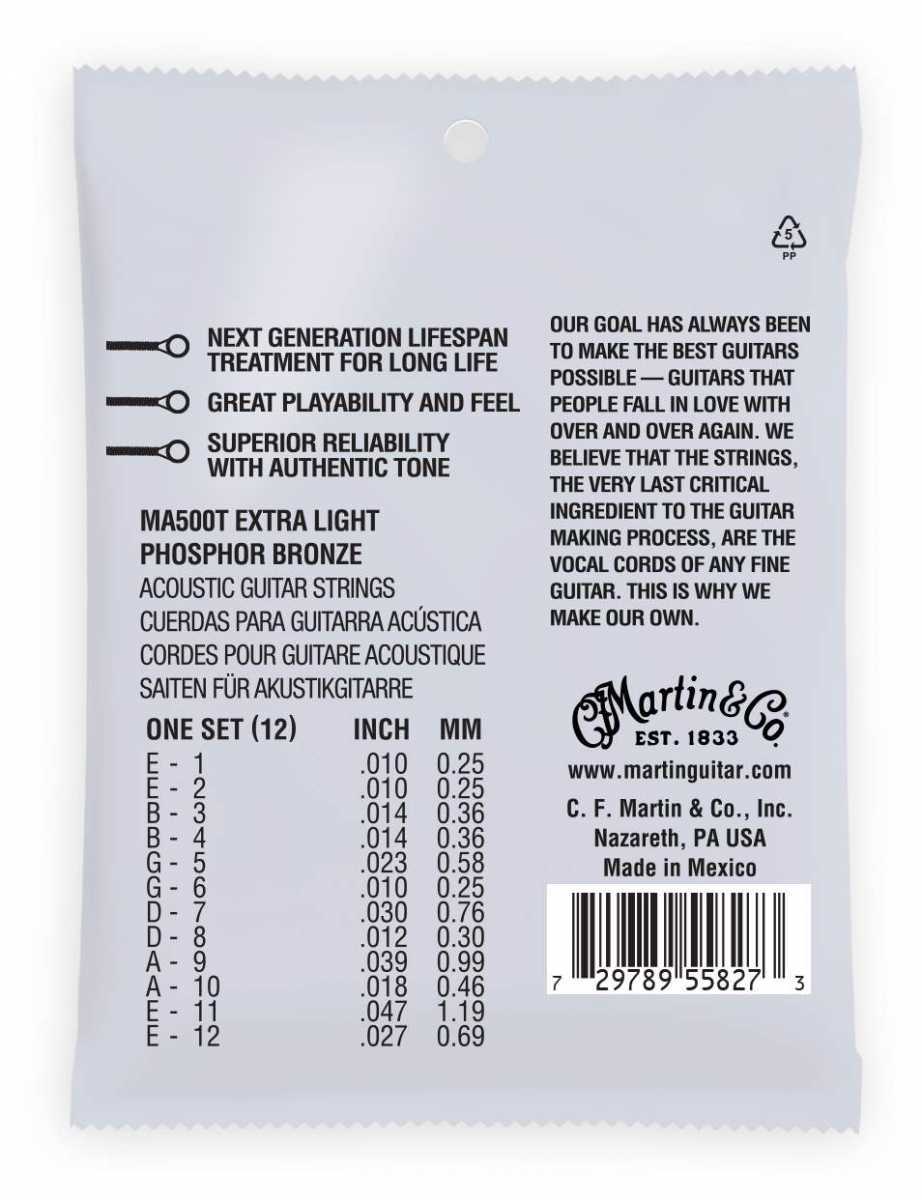 5
PP
NEXT GENERATION LIFESPAN
TREATMENT FOR LONG LIFE
GREAT PLAYABILITY AND FEEL
SUPERIOR RELIABILITY
WITH AUTHENTIC TONE
MA500T EXTRA LIGHT
PHOSPHOR BRONZE
ACOUSTIC GUITAR STRINGS
CUERDAS PARA GUITARRA ACÚSTICA
CORDES POUR GUITARE ACOUSTIQUE
SAITEN FÜR AKUSTIKGITARRE
ONE SET (12) INCH MM
E - 1 .010 0.25
E - 2 .010 0.25
B - 3 .014 0.36
B - 4 .014 0.36
G - 5 .023 0.58
G - 6 .010 0.25
D - 7 .030 0.76
D - 8 .012 0.30
A - 9 .039 0.99
A - 10 .018 0.46
E - 11 .047 1.19
E - 12 .027 0.69
OUR GOAL HAS ALWAYS BEEN
TO MAKE THE BEST GUITARS
POSSIBLE — GUITARS THAT
PEOPLE FALL IN LOVE WITH
OVER AND OVER AGAIN. WE
BELIEVE THAT THE STRINGS,
THE VERY LAST CRITICAL
INGREDIENT TO THE GUITAR
MAKING PROCESS, ARE THE
VOCAL CORDS OF ANY FINE
GUITAR. THIS IS WHY WE
MAKE OUR OWN.
CF Martin & Co.®
EST. 1833
www.martinguitar.com
C. F. Martin & Co., Inc.
Nazareth, PA USA
Made in Mexico
7 29789 55827 3